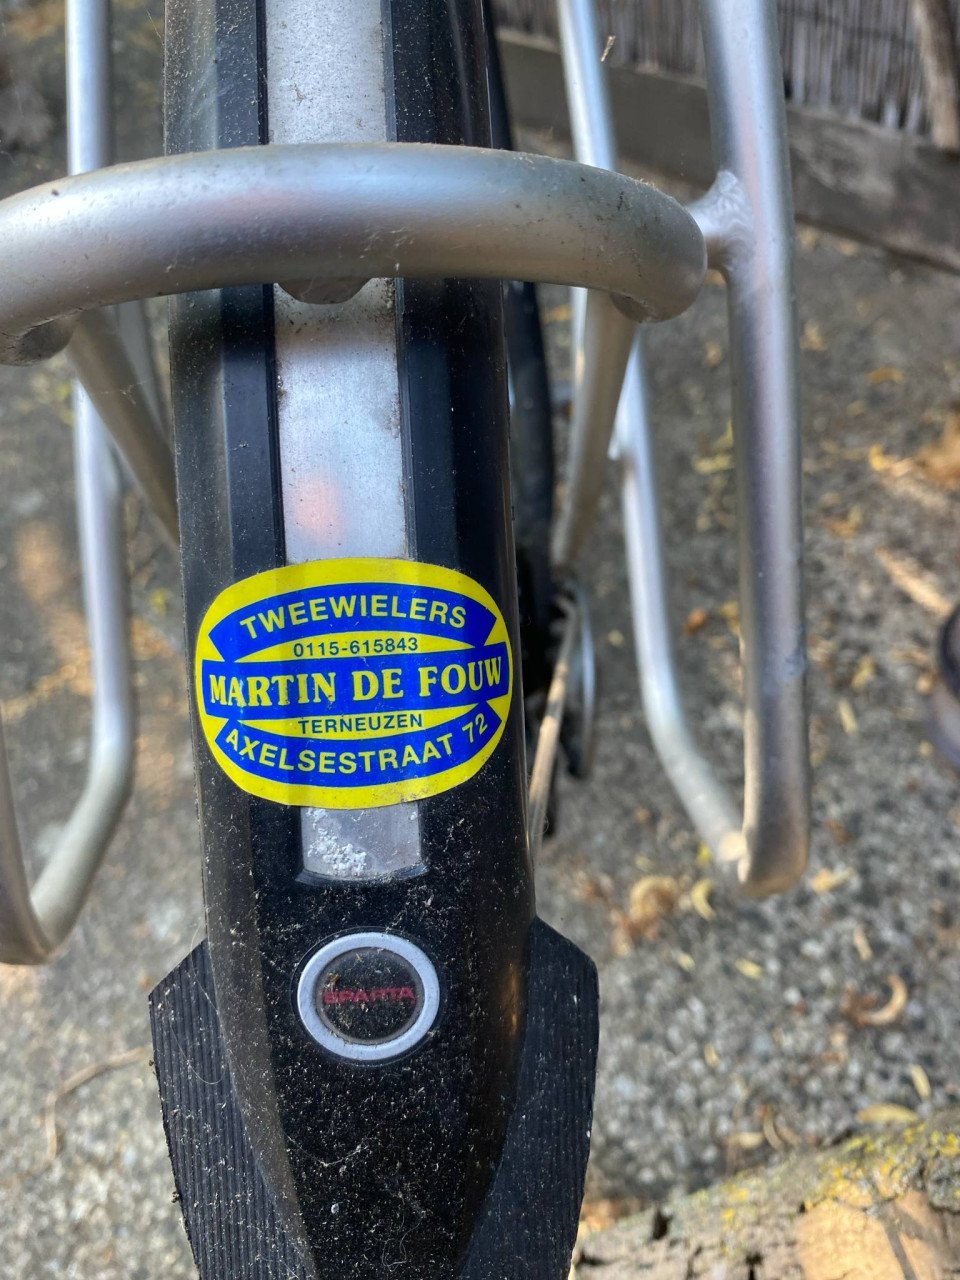 TWEEWIELERS
0115-615843
MARTIN DE FOUW
TERNEUZEN
AXELSESTRAAT 72
SPARTA